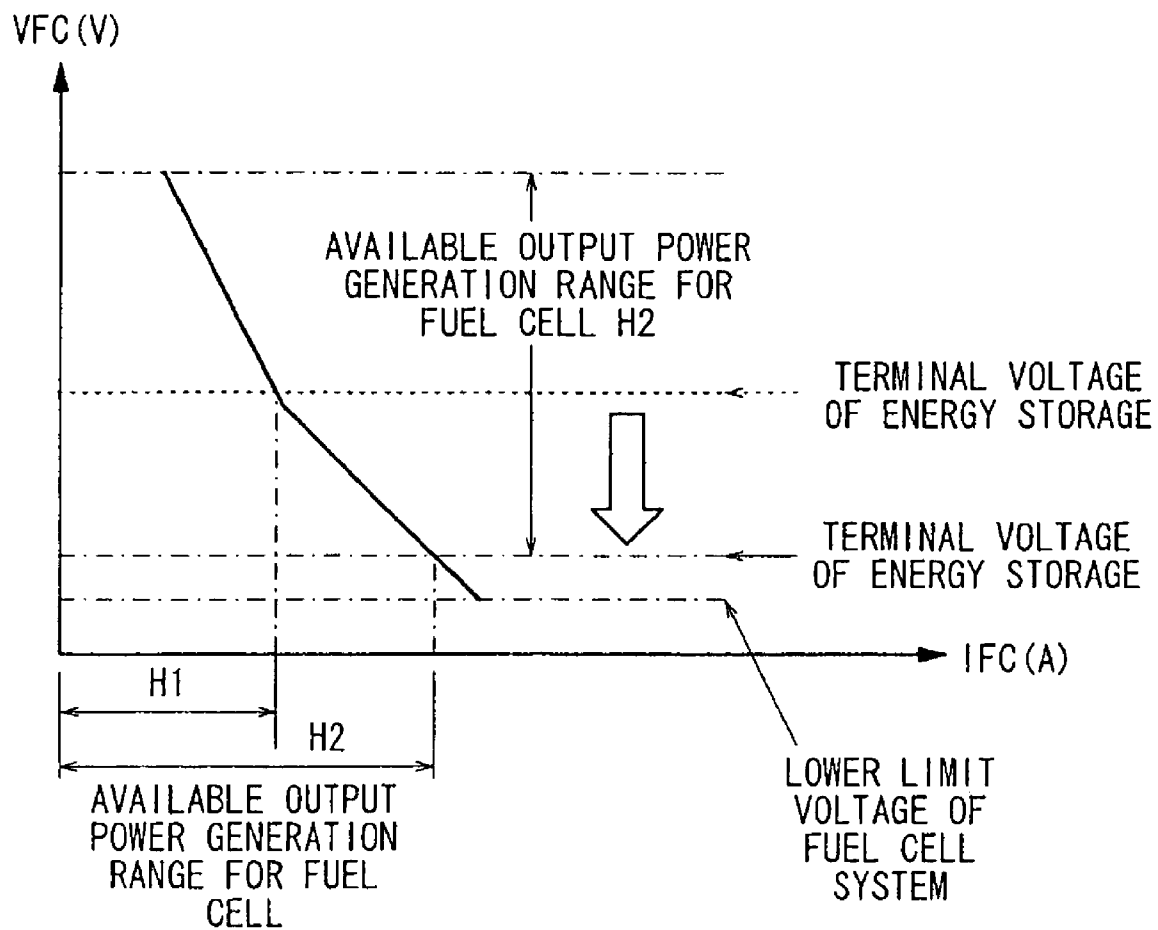 VFC(V)
AVAILABLE OUTPUT POWER
GENERATION RANGE FOR
FUEL CELL H2
TERMINAL VOLTAGE
OF ENERGY STORAGE
TERMINAL VOLTAGE
OF ENERGY STORAGE
IFC(A)
H1
H2
AVAILABLE OUTPUT
POWER GENERATION
RANGE FOR FUEL
CELL
LOWER LIMIT
VOLTAGE OF
FUEL CELL
SYSTEM